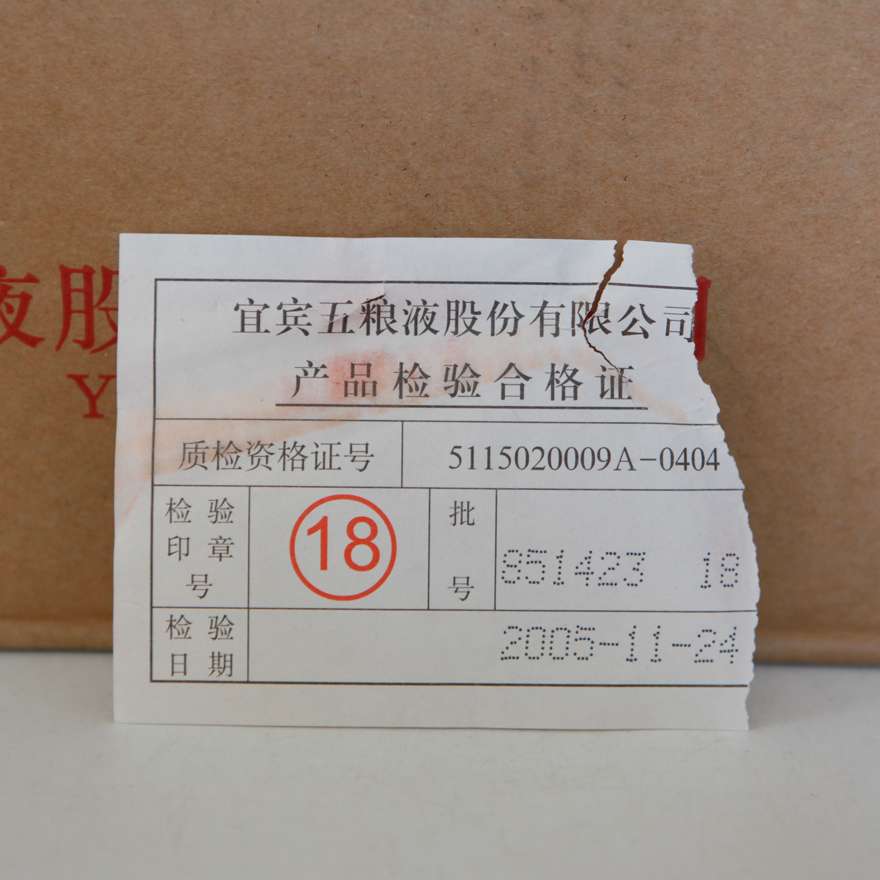 液股
Y
宜宾五粮液股份有限公司
产品检验合格证
质检资格证号 5115020009A-0404
检验印章号 18 批号 851423 18
检验日期 2005-11-24